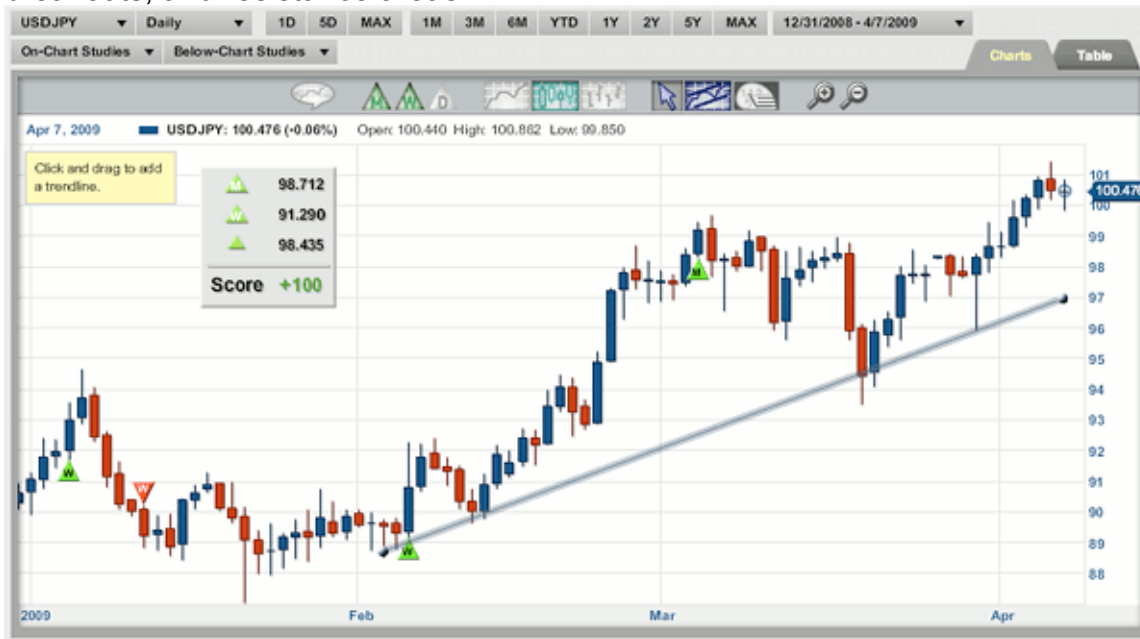 USDJPY Daily 1D 5D MAX 1M 3M 6M YTD 1Y 2Y 5Y MAX 12/31/2008 - 4/7/2009
On-Chart Studies Below-Chart Studies
Charts Table
M W D
Apr 7, 2009 USDJPY: 100.476 (-0.06%) Open: 100.440 High: 100.862 Low: 99.850
Click and drag to add
a trendline.
M 98.712
W 91.290
98.435
Score +100
101
100.476
100
99
98
97
96
95
94
93
92
91
90
89
88
M
W
W
W
2009 Feb Mar Apr